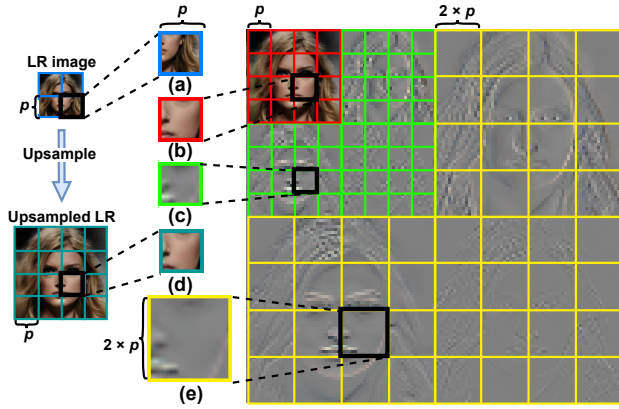 p
p
2 × p
LR image
(a)
p
Upsample
(b)
(c)
Upsampled LR
(d)
p
2 × p
(e)